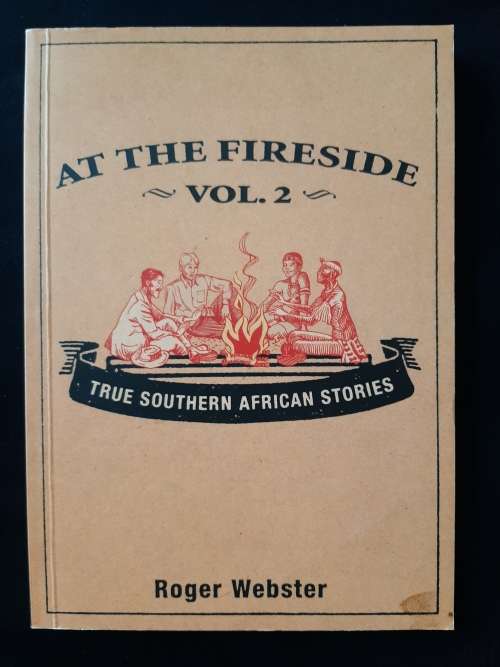 AT THE FIRESIDE
VOL. 2
TRUE SOUTHERN AFRICAN STORIES
Roger Webster